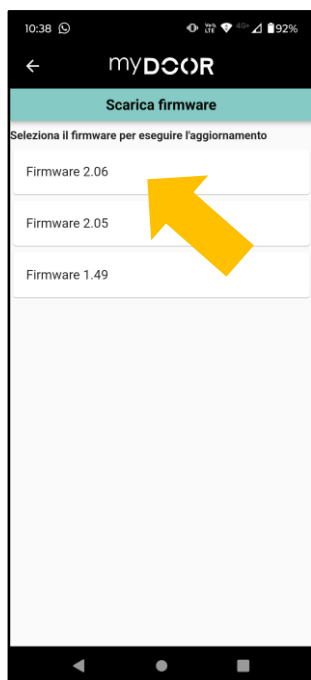 10:38 92%
myDOOR
Scarica firmware
Seleziona il firmware per eseguire l'aggiornamento
Firmware 2.06
Firmware 2.05
Firmware 1.49